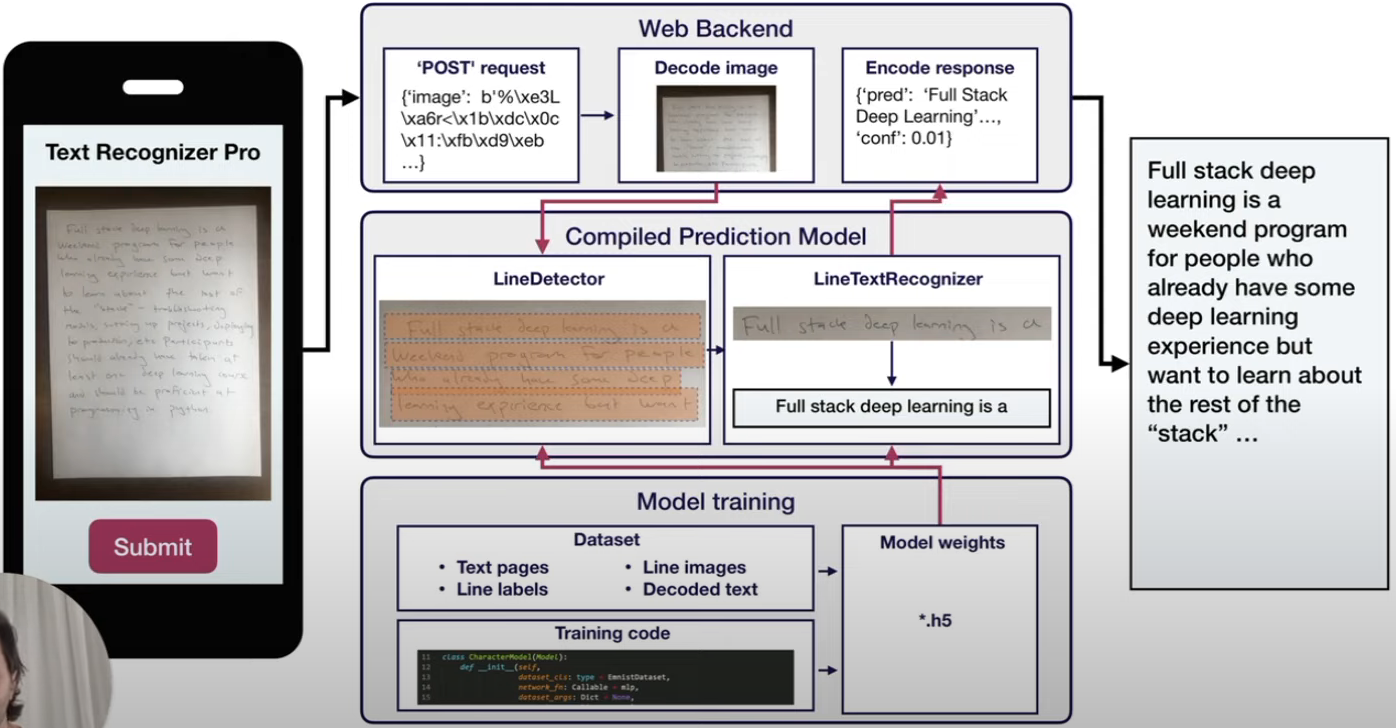 Web Backend
'POST' request
{'image': b'%\xe3L
\xa6r<\x1b\xdc\x0c
\x11:\xfb\xd9\xeb
...}
Decode image
Encode response
{'pred': 'Full Stack
Deep Learning'...,
'conf': 0.01}
Text Recognizer Pro
Full stack deep learning is a
weekend program for people
who already have some deep
learning experience but want
to learn about the rest of
the "stack" – troubleshooting
models, setting up projects, deploying
to production, etc. Participants
should already have taken at
least one deep learning course
and should be proficient at
programming in python.
Submit
Compiled Prediction Model
LineDetector
Full stack deep learning is a
Weekend program for people
who already have some deep
learning experience but want
LineTextRecognizer
Full stack deep learning is a
Full stack deep learning is a
Model training
Dataset
• Text pages
• Line labels
• Line images
• Decoded text
Training code
11 class CharacterModel(Model):
12 def __init__(self,
13 dataset_cls: type = EmnistDataset,
14 network_fn: Callable = mlp,
15 dataset_args: Dict = None,
Model weights
*.h5
Full stack deep
learning is a
weekend program
for people who
already have some
deep learning
experience but
want to learn about
the rest of the
“stack” ...